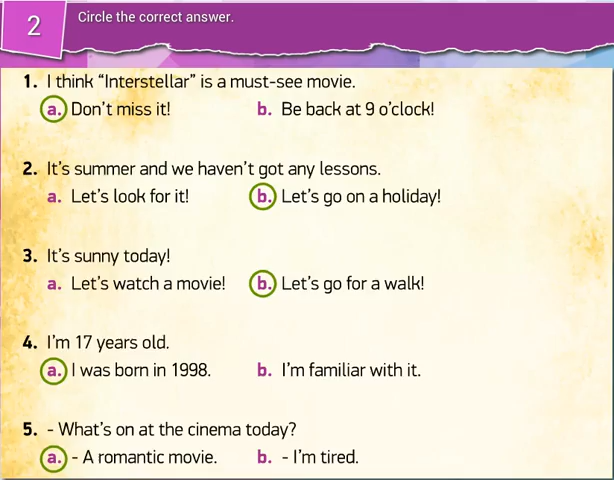 2
Circle the correct answer.
1. I think “Interstellar” is a must-see movie.
a. Don’t miss it! b. Be back at 9 o’clock!
2. It’s summer and we haven’t got any lessons.
a. Let’s look for it! b. Let’s go on a holiday!
3. It’s sunny today!
a. Let’s watch a movie! b. Let’s go for a walk!
4. I’m 17 years old.
a. I was born in 1998. b. I’m familiar with it.
5. - What’s on at the cinema today?
a. - A romantic movie. b. - I’m tired.